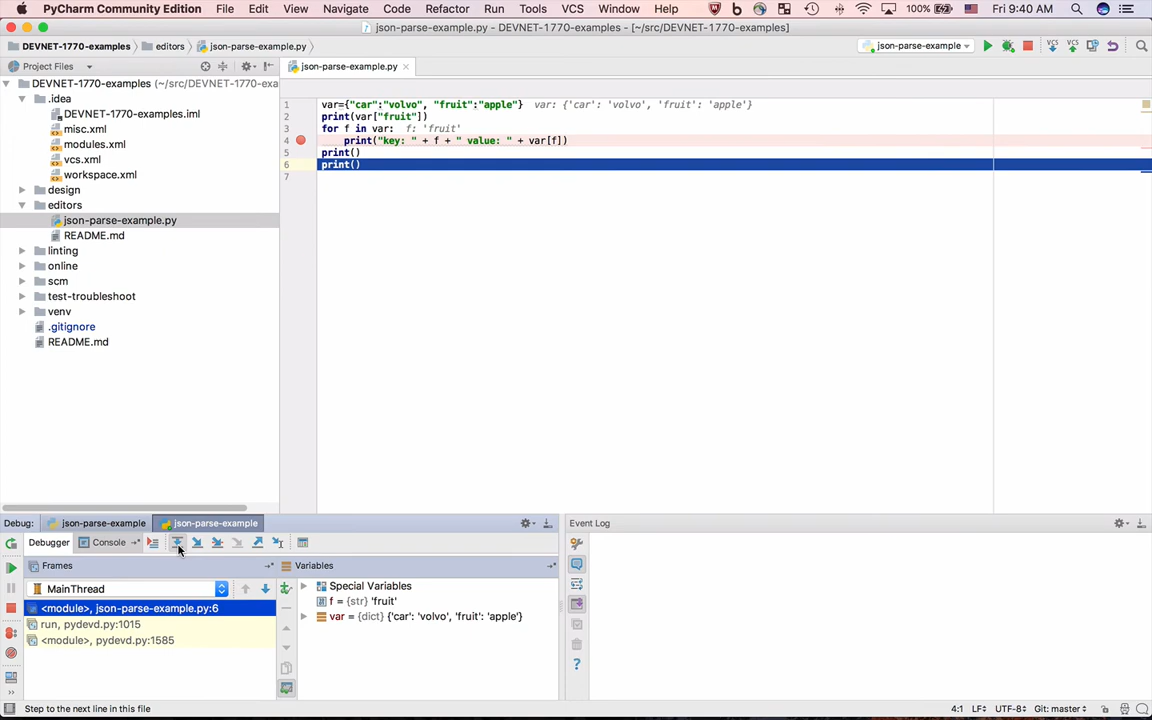 PyCharm Community Edition File Edit View Navigate Code Refactor Run Tools VCS Window Help 100% Fri 9:40 AM
json-parse-example.py - DEVNET-1770-examples - [~/src/DEVNET-1770-examples]
DEVNET-1770-examples editors json-parse-example.py json-parse-example
Project Files json-parse-example.py
DEVNET-1770-examples (~/src/DEVNET-1770-exa
.idea
DEVNET-1770-examples.iml
misc.xml
modules.xml
vcs.xml
workspace.xml
design
editors
json-parse-example.py
README.md
linting
online
scm
test-troubleshoot
venv
.gitignore
README.md
1 var={"car":"volvo", "fruit":"apple"} var: {'car': 'volvo', 'fruit': 'apple'}
2 print(var["fruit"])
3 for f in var: f: 'fruit'
4 print("key: " + f + " value: " + var[f])
5 print()
6 print()
7
Debug: json-parse-example json-parse-example
Debugger Console
Frames
MainThread
<module>, json-parse-example.py:6
run, pydevd.py:1015
<module>, pydevd.py:1585
Variables
Special Variables
f = {str} 'fruit'
var = {dict} {'car': 'volvo', 'fruit': 'apple'}
Event Log
VCS VCS
Step to the next line in this file 4:1 LF÷ UTF-8÷ Git: master÷